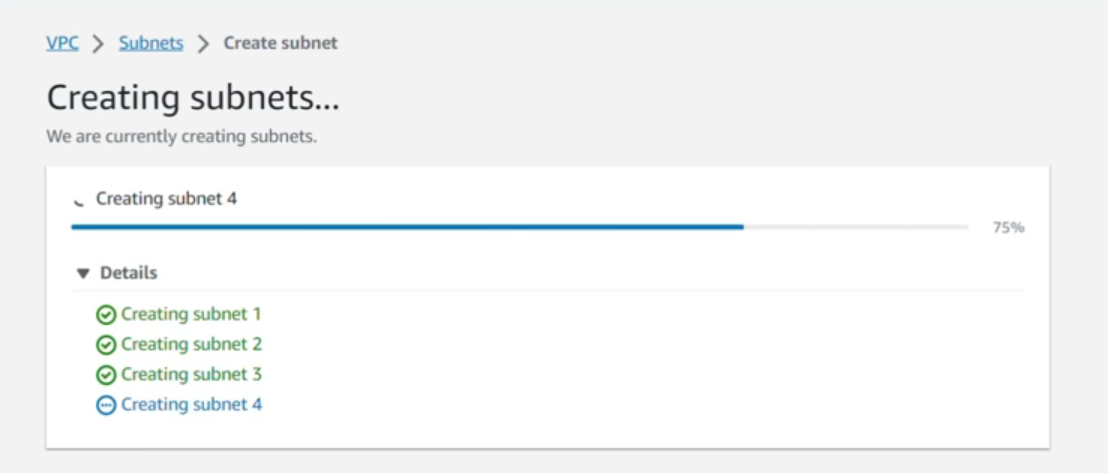 VPC > Subnets > Create subnet
Creating subnets...
We are currently creating subnets.
Creating subnet 4
75%
Details
Creating subnet 1
Creating subnet 2
Creating subnet 3
Creating subnet 4